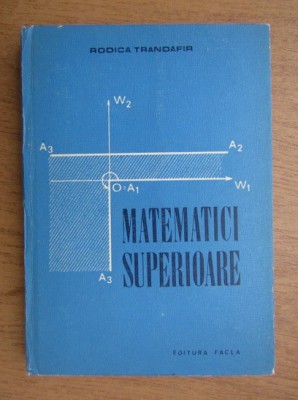 RODICA TRANDAFIR
W2
A3
A2
O=A1
W1
MATEMATICI
SUPERIOARE
A3
EDITURA FACLA